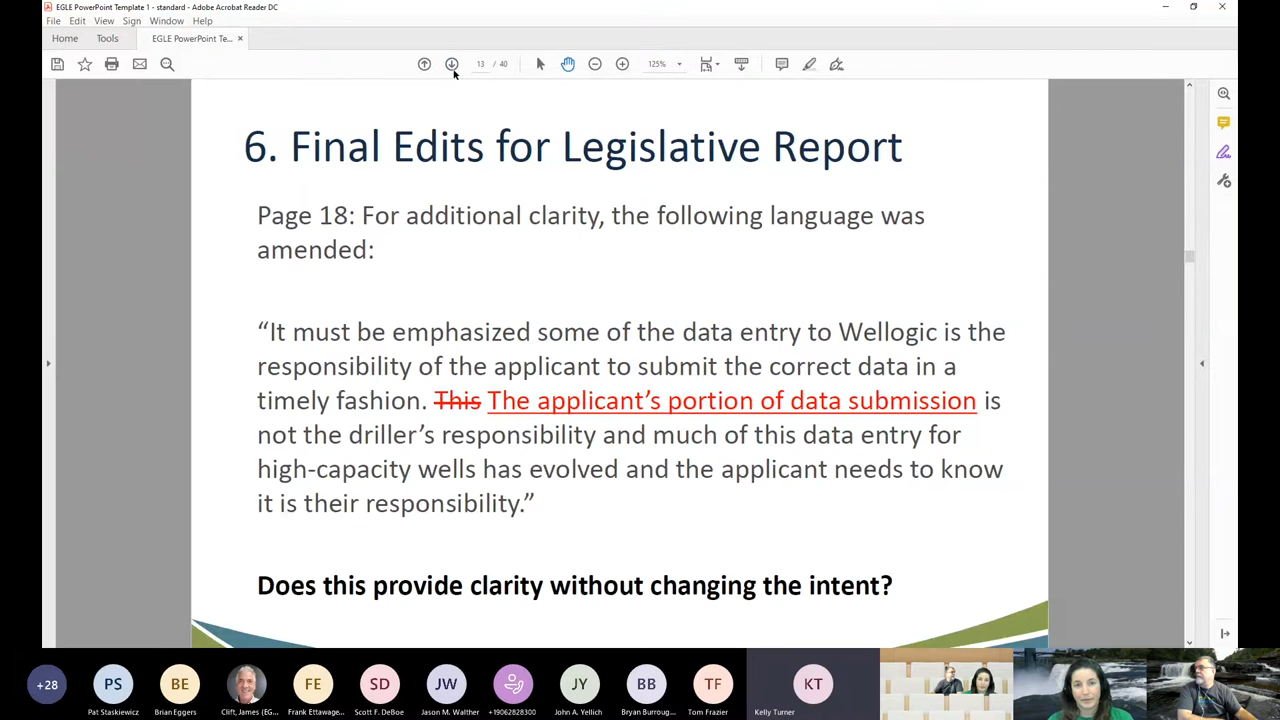 EGLE PowerPoint Template 1 - standard - Adobe Acrobat Reader DC
File Edit View Sign Window Help
Home Tools EGLE PowerPoint Te... ×
13 / 40 125%
6. Final Edits for Legislative Report
Page 18: For additional clarity, the following language was
amended:
“It must be emphasized some of the data entry to Wellogic is the
responsibility of the applicant to submit the correct data in a
timely fashion. This The applicant’s portion of data submission is
not the driller’s responsibility and much of this data entry for
high-capacity wells has evolved and the applicant needs to know
it is their responsibility.”
Does this provide clarity without changing the intent?
+28 PS BE FE SD JW JY BB TF KT
Pat Staskiewicz Brian Eggers Clift, James (EG... Frank Ettawage... Scott F. DeBoe Jason M. Walther +19062828300 John A. Yellich Bryan Burroug... Tom Frazier Kelly Turner